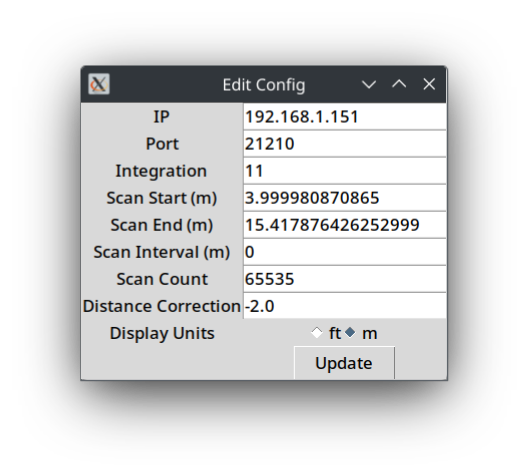 Edit Config
IP 192.168.1.151
Port 21210
Integration 11
Scan Start (m) 3.999980870865
Scan End (m) 15.417876426252999
Scan Interval (m) 0
Scan Count 65535
Distance Correction -2.0
Display Units ft m
Update